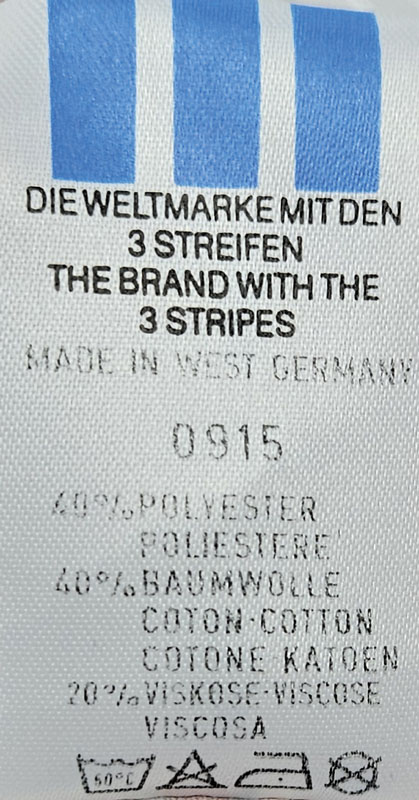 DIE WELTMARKE MIT DEN
3 STREIFEN
THE BRAND WITH THE
3 STRIPES
MADE IN WEST GERMANY
0915
40% POLYESTER
POLIESTERE
40% BAUMWOLLE
COTON·COTTON
COTONE·KATOEN
20% VISKOSE·VISCOSE
VISCOSA
60°C